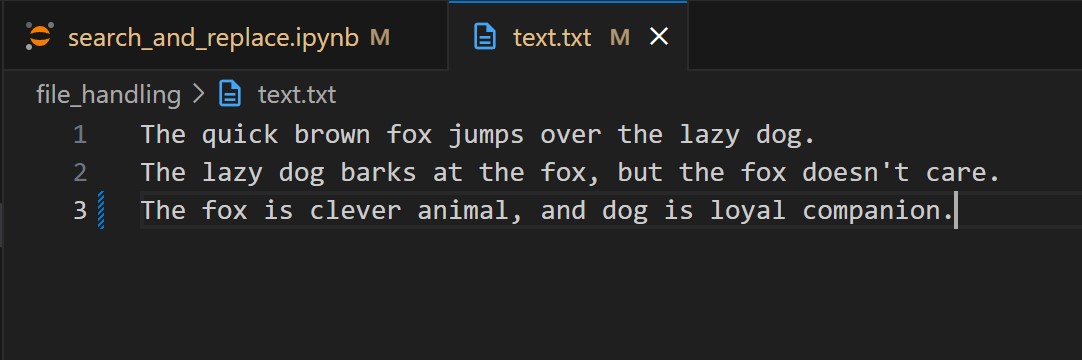 search_and_replace.ipynb M text.txt M
file_handling > text.txt
1 The quick brown fox jumps over the lazy dog.
2 The lazy dog barks at the fox, but the fox doesn't care.
3 The fox is clever animal, and dog is loyal companion.